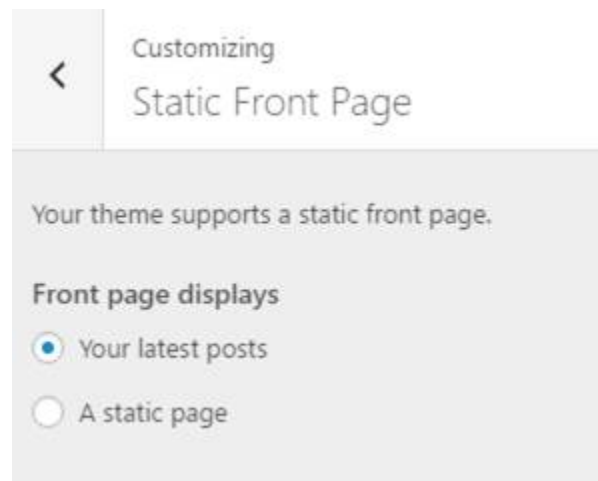 Customizing
Static Front Page
Your theme supports a static front page.
Front page displays
Your latest posts
A static page